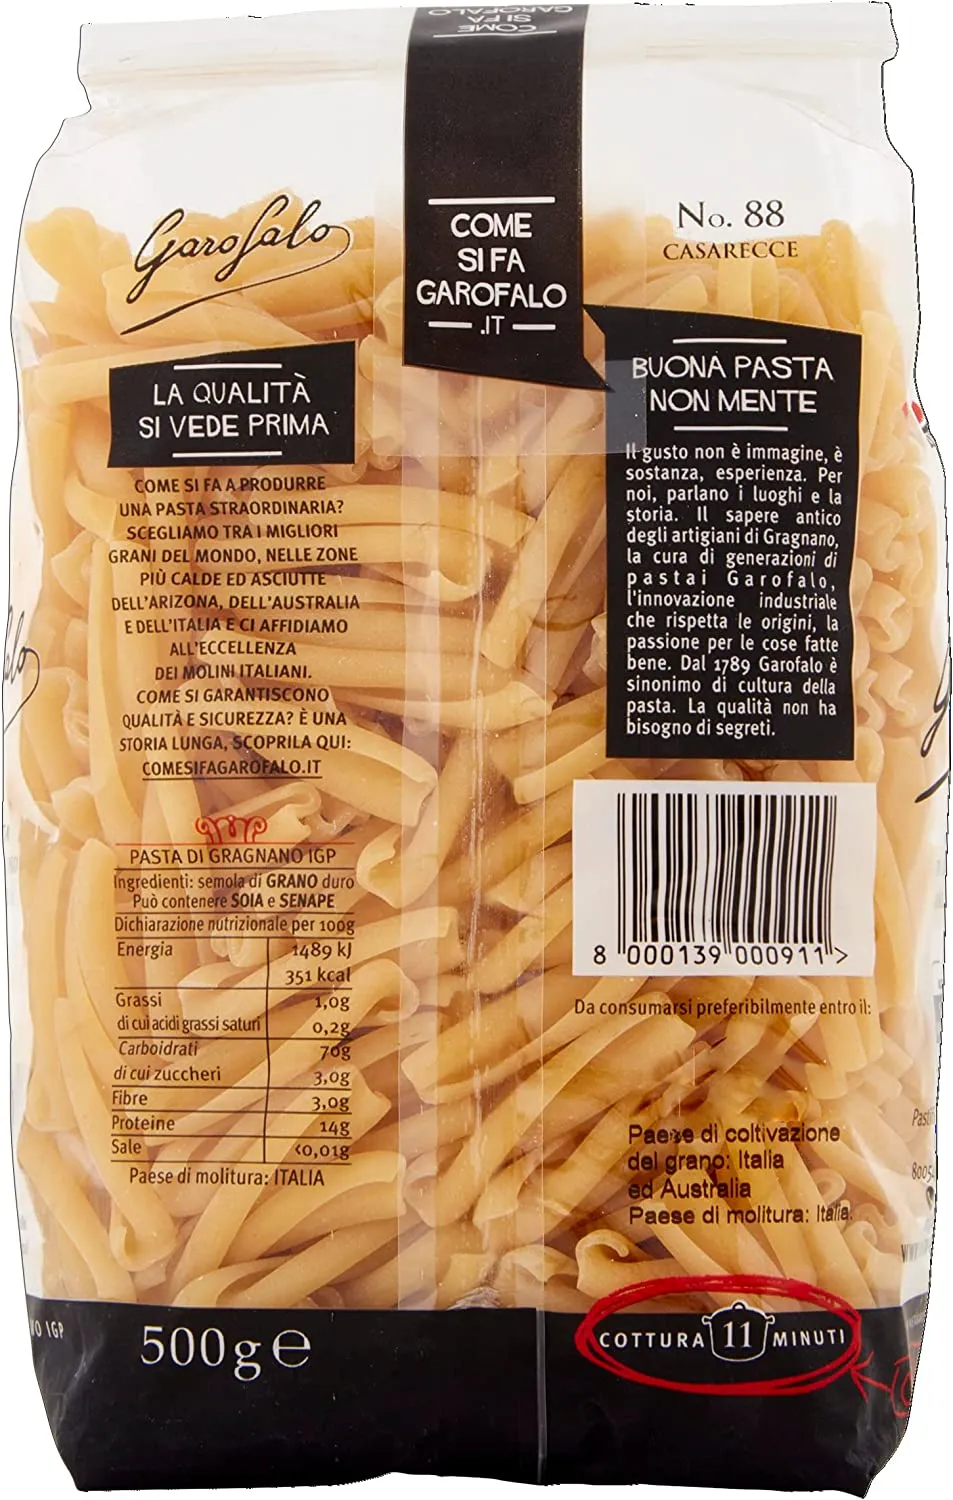 COME
SI FA
GAROFALO
Garofalo
COME
SI FA
GAROFALO
.IT
No. 88
CASARECCE
LA QUALITÀ
SI VEDE PRIMA
COME SI FA A PRODURRE
UNA PASTA STRAORDINARIA?
SCEGLIAMO TRA I MIGLIORI
GRANI DEL MONDO, NELLE ZONE
PIÙ CALDE ED ASCIUTTE
DELL'ARIZONA, DELL'AUSTRALIA
E DELL'ITALIA E CI AFFIDIAMO
ALL'ECCELLENZA
DEI MOLINI ITALIANI.
COME SI GARANTISCONO
QUALITÀ E SICUREZZA? È UNA
STORIA LUNGA, SCOPRILA QUI:
COMESIFAGAROFALO.IT
BUONA PASTA
NON MENTE
Il gusto non è immagine, è
sostanza, esperienza. Per
noi, parlano i luoghi e la
storia. Il sapere antico
degli artigiani di Gragnano,
la cura di generazioni di
pastai Garofalo,
l'innovazione industriale
che rispetta le origini, la
passione per le cose fatte
bene. Dal 1789 Garofalo è
sinonimo di cultura della
pasta. La qualità non ha
bisogno di segreti.
PASTA DI GRAGNANO IGP
Ingredienti: semola di GRANO duro
Può contenere SOIA e SENAPE
Dichiarazione nutrizionale per 100g
Energia 1489 kJ
351 kcal
Grassi 1,0g
di cui acidi grassi saturi 0,2g
Carboidrati 70g
di cui zuccheri 3,0g
Fibre 3,0g
Proteine 14g
Sale <0,01g
Paese di molitura: ITALIA
8 000139 000911 >
Da consumarsi preferibilmente entro il:
Paese di coltivazione
del grano: Italia
ed Australia
Paese di molitura: Italia.
IGP
500g e
COTTURA 11 MINUTI